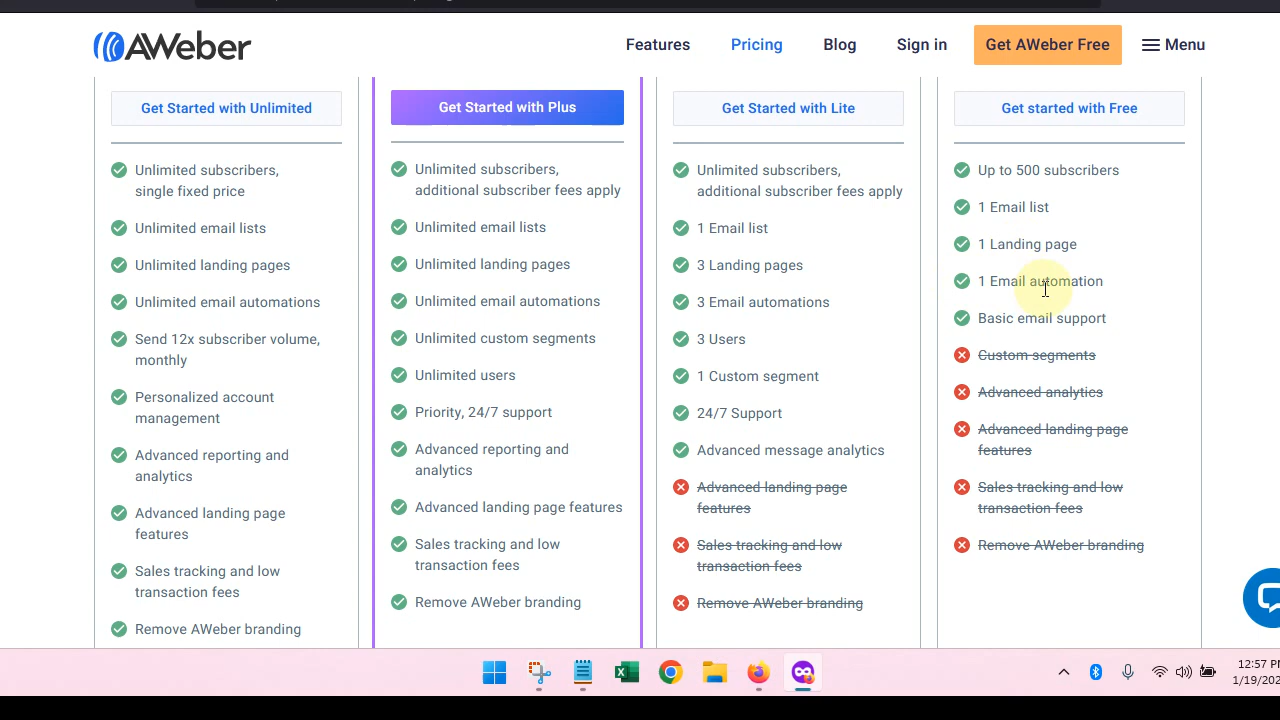 AWeber
Features
Pricing
Blog
Sign in
Get AWeber Free
Menu
Get Started with Unlimited
Unlimited subscribers,
single fixed price
Unlimited email lists
Unlimited landing pages
Unlimited email automations
Send 12x subscriber volume,
monthly
Personalized account
management
Advanced reporting and
analytics
Advanced landing page
features
Sales tracking and low
transaction fees
Remove AWeber branding
Get Started with Plus
Unlimited subscribers,
additional subscriber fees apply
Unlimited email lists
Unlimited landing pages
Unlimited email automations
Unlimited custom segments
Unlimited users
Priority, 24/7 support
Advanced reporting and
analytics
Advanced landing page features
Sales tracking and low
transaction fees
Remove AWeber branding
Get Started with Lite
Unlimited subscribers,
additional subscriber fees apply
1 Email list
3 Landing pages
3 Email automations
3 Users
1 Custom segment
24/7 Support
Advanced message analytics
Advanced landing page
features
Sales tracking and low
transaction fees
Remove AWeber branding
Get started with Free
Up to 500 subscribers
1 Email list
1 Landing page
1 Email automation
Basic email support
Custom segments
Advanced analytics
Advanced landing page
features
Sales tracking and low
transaction fees
Remove AWeber branding
12:57 P
1/19/202